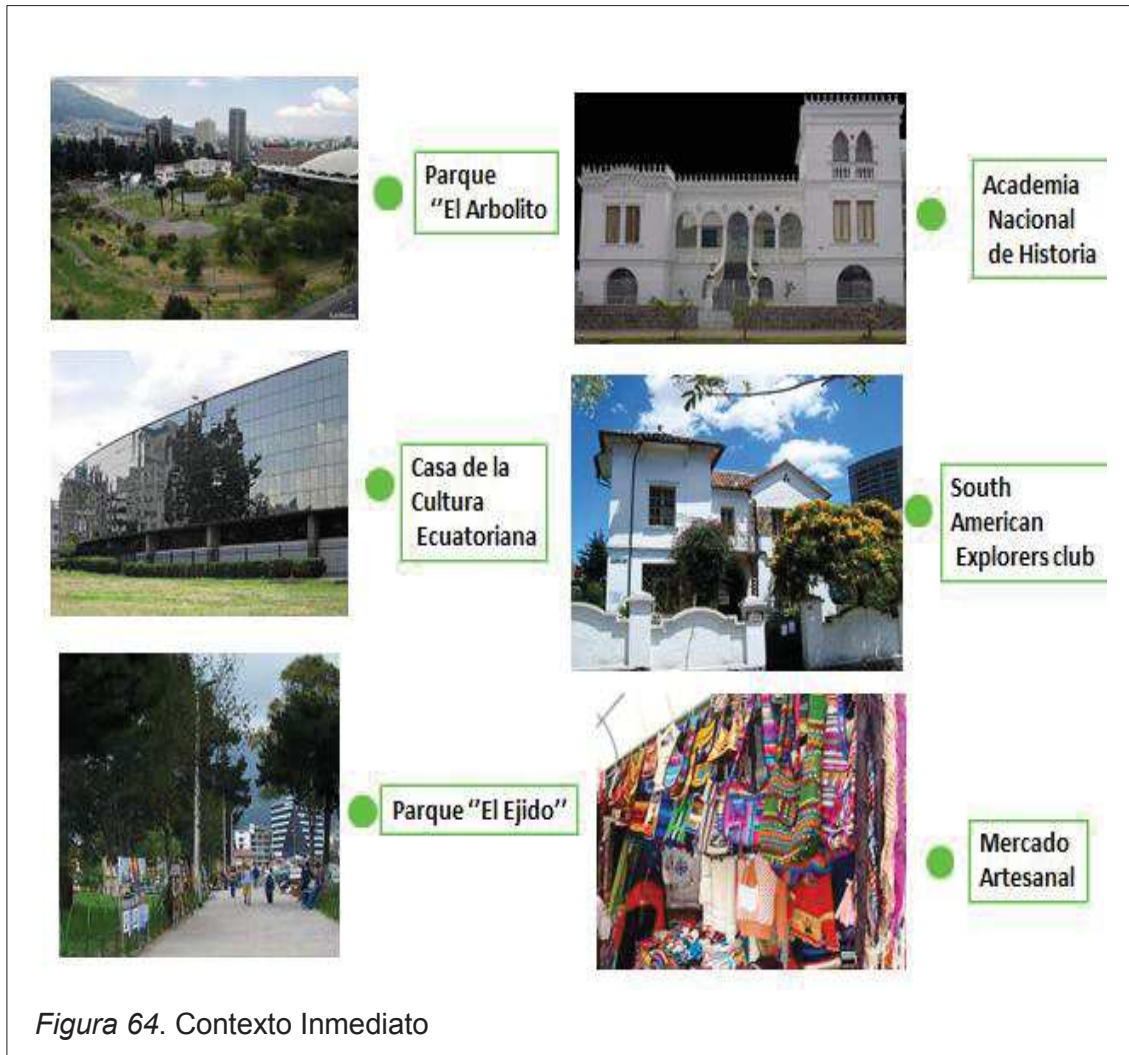 Parque
"El Arbolito
Academia
Nacional
de Historia
Casa de la
Cultura
Ecuatoriana
South
American
Explorers club
Parque "El Ejido"
Mercado
Artesanal
Figura 64. Contexto Inmediato